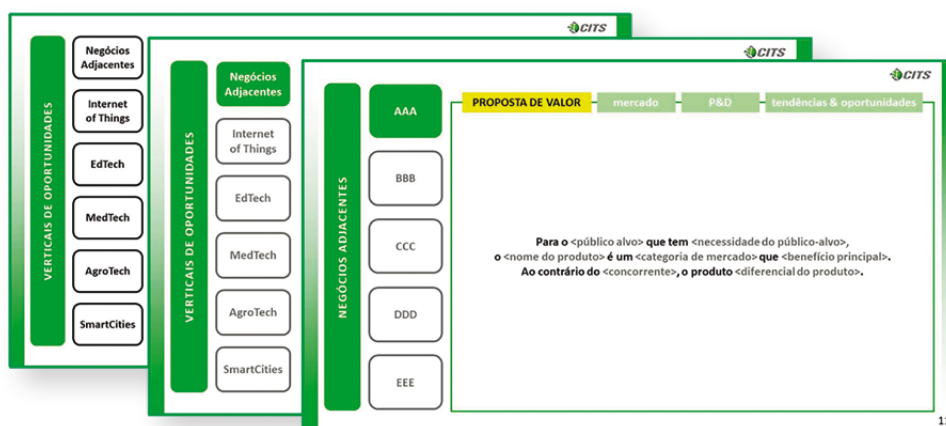 CITS
VERTICAIS DE OPORTUNIDADES
Negócios
Adjacentes
Internet
of Things
EdTech
MedTech
AgroTech
SmartCities
CITS
VERTICAIS DE OPORTUNIDADES
Negócios
Adjacentes
Internet
of Things
EdTech
MedTech
AgroTech
SmartCities
CITS
NEGÓCIOS ADJACENTES
AAA
BBB
CCC
DDD
EEE
PROPOSTA DE VALOR
mercado
P&D
tendências & oportunidades
Para o <público alvo> que tem <necessidade do público-alvo>,
o <nome do produto> é um <categoria de mercado> que <benefício principal>.
Ao contrário do <concorrente>, o produto <diferencial do produto>.